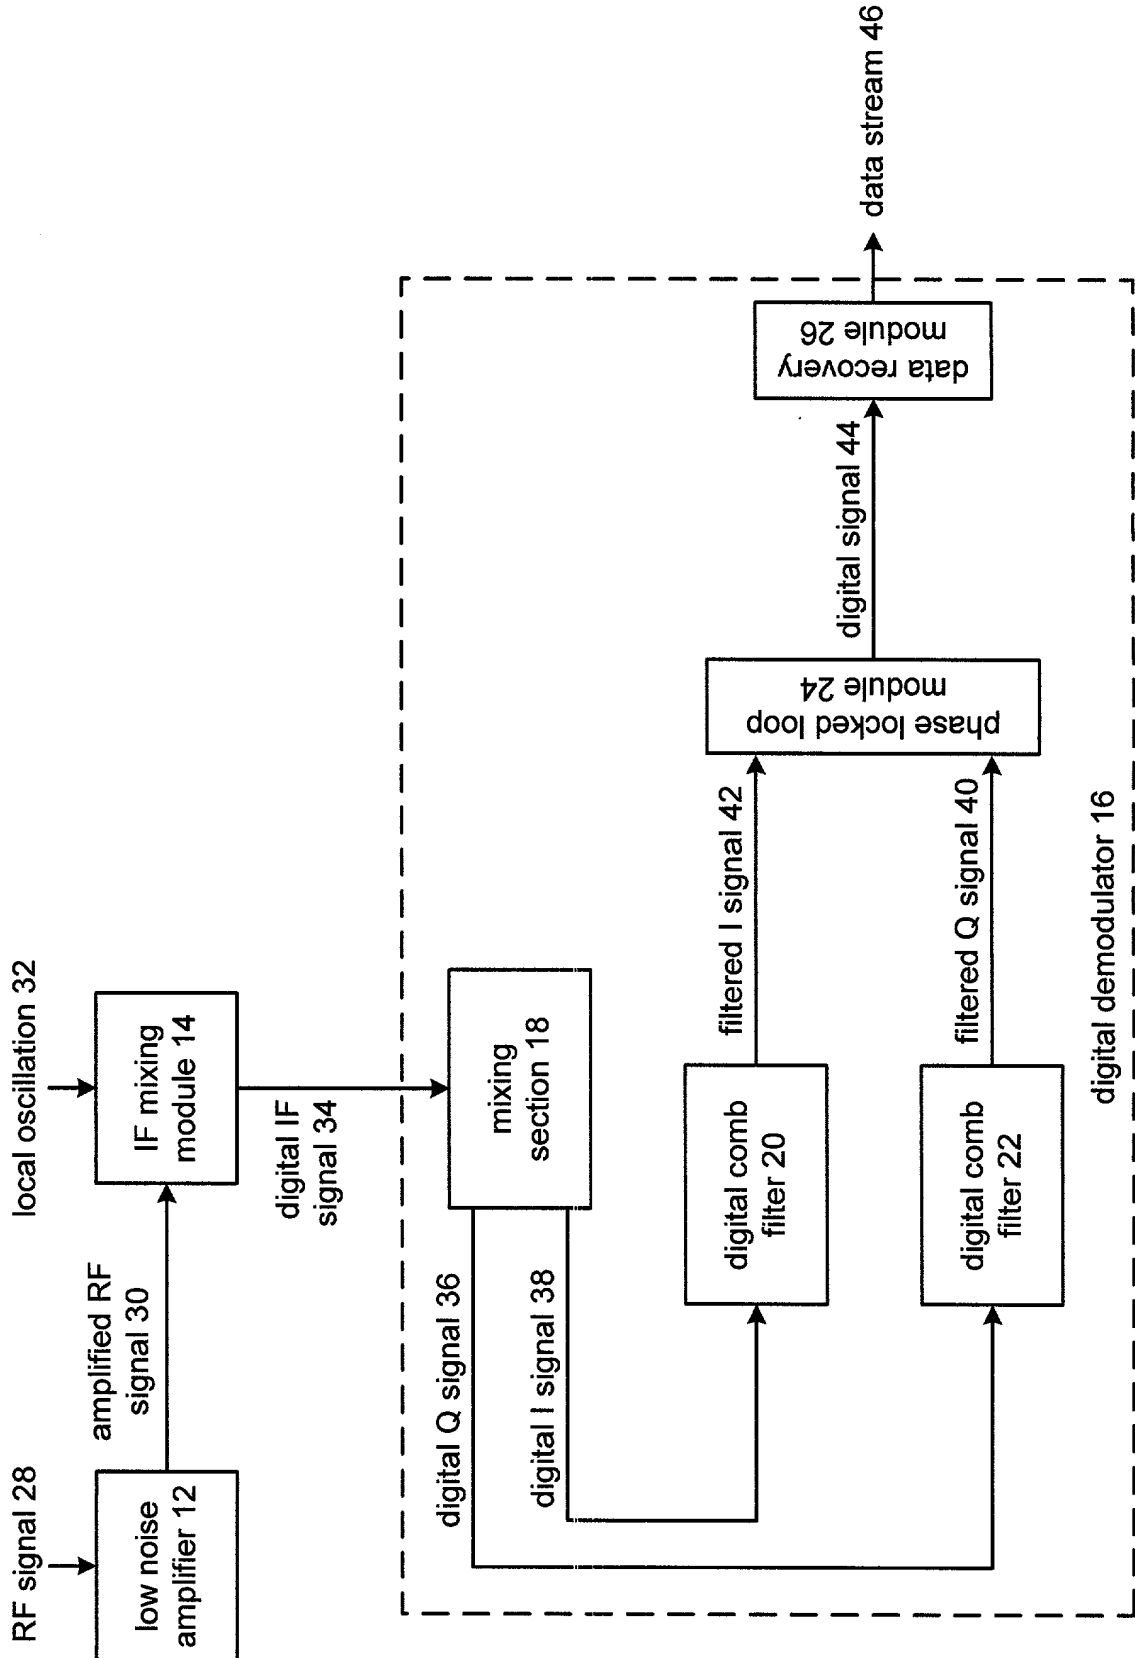 RF signal 28
low noise
amplifier 12
amplified RF
signal 30
local oscillation 32
IF mixing
module 14
digital IF
signal 34
mixing
section 18
digital Q signal 36
digital I signal 38
digital comb
filter 20
digital comb
filter 22
filtered I signal 42
filtered Q signal 40
phase locked loop
module 24
digital signal 44
data recovery
module 26
data stream 46
digital demodulator 16